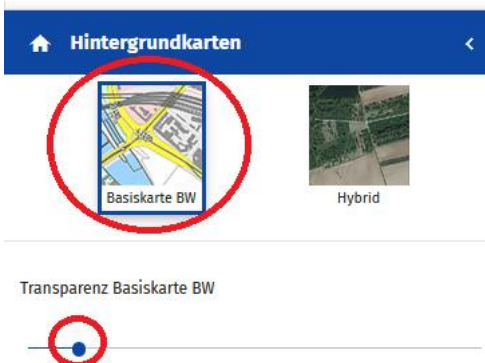 Hintergrundkarten
Basiskarte BW
Hybrid
Transparenz Basiskarte BW